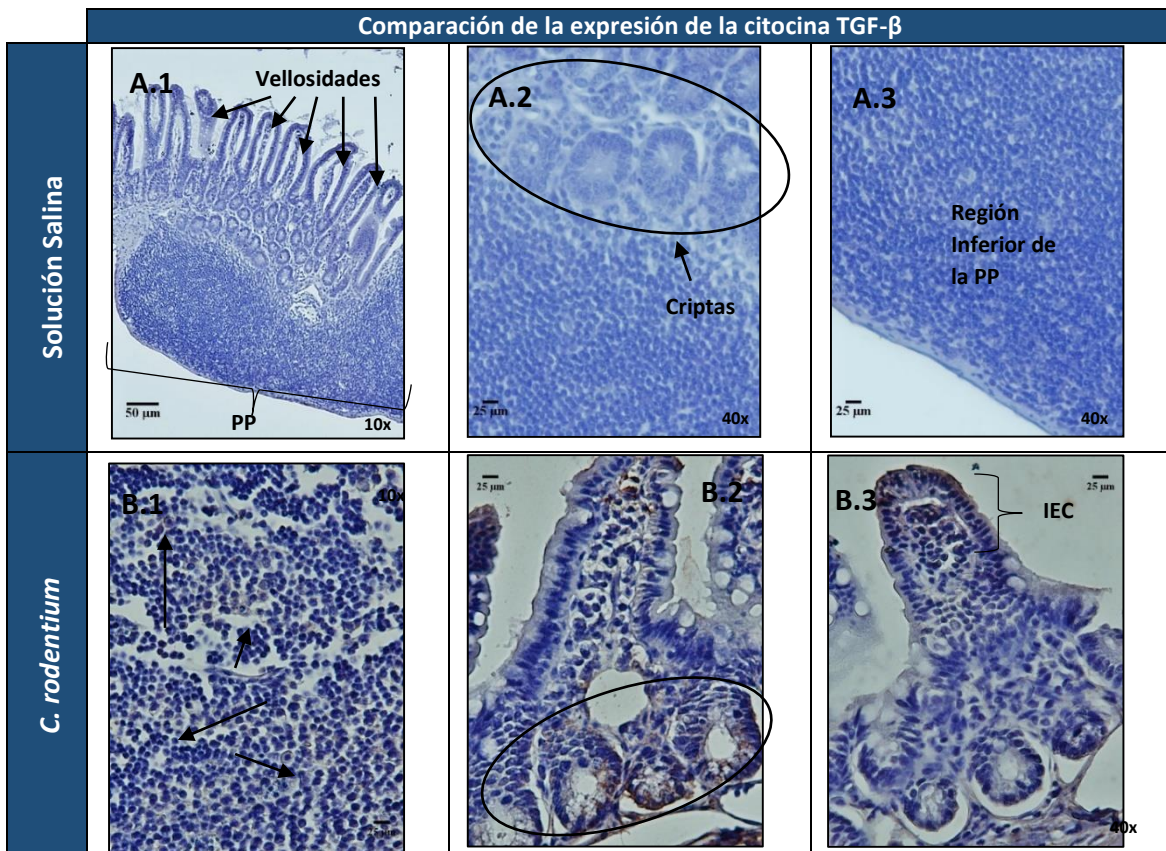 Comparación de la expresión de la citocina TGF-β
Solución Salina
A.1
Vellosidades
50 µm
PP
10x
A.2
Criptas
25 µm
40x
A.3
Región
Inferior de
la PP
25 µm
40x
C. rodentium
B.1
10x
25 µm
B.2
25 µm
B.3
25 µm
IEC
40x